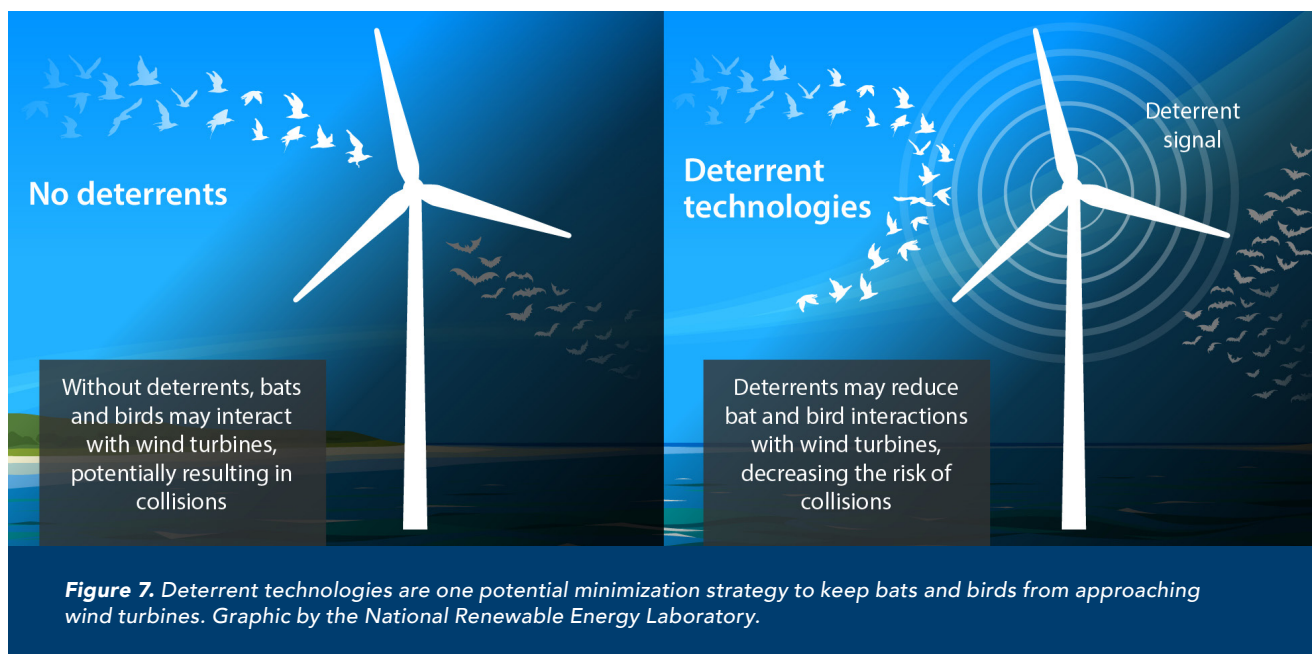 No deterrents
Without deterrents, bats
and birds may interact
with wind turbines,
potentially resulting in
collisions
Deterrent
technologies
Deterrent
signal
Deterrents may reduce
bat and bird interactions
with wind turbines,
decreasing the risk of
collisions
Figure 7. Deterrent technologies are one potential minimization strategy to keep bats and birds from approaching
wind turbines. Graphic by the National Renewable Energy Laboratory.